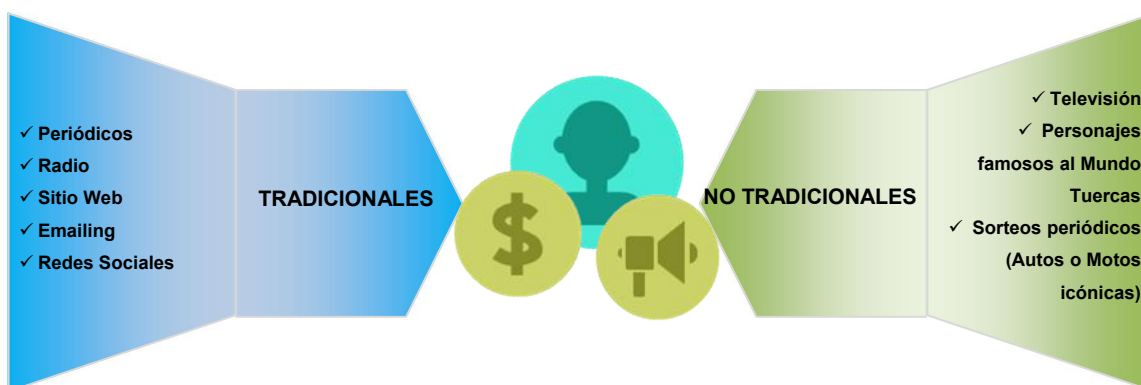 ✓ Periódicos
✓ Radio
✓ Sitio Web
✓ Emailing
✓ Redes Sociales
TRADICIONALES
$
NO TRADICIONALES
✓ Televisión
✓ Personajes
famosos al Mundo
Tuercas
✓ Sorteos periódicos
(Autos o Motos
icónicas)